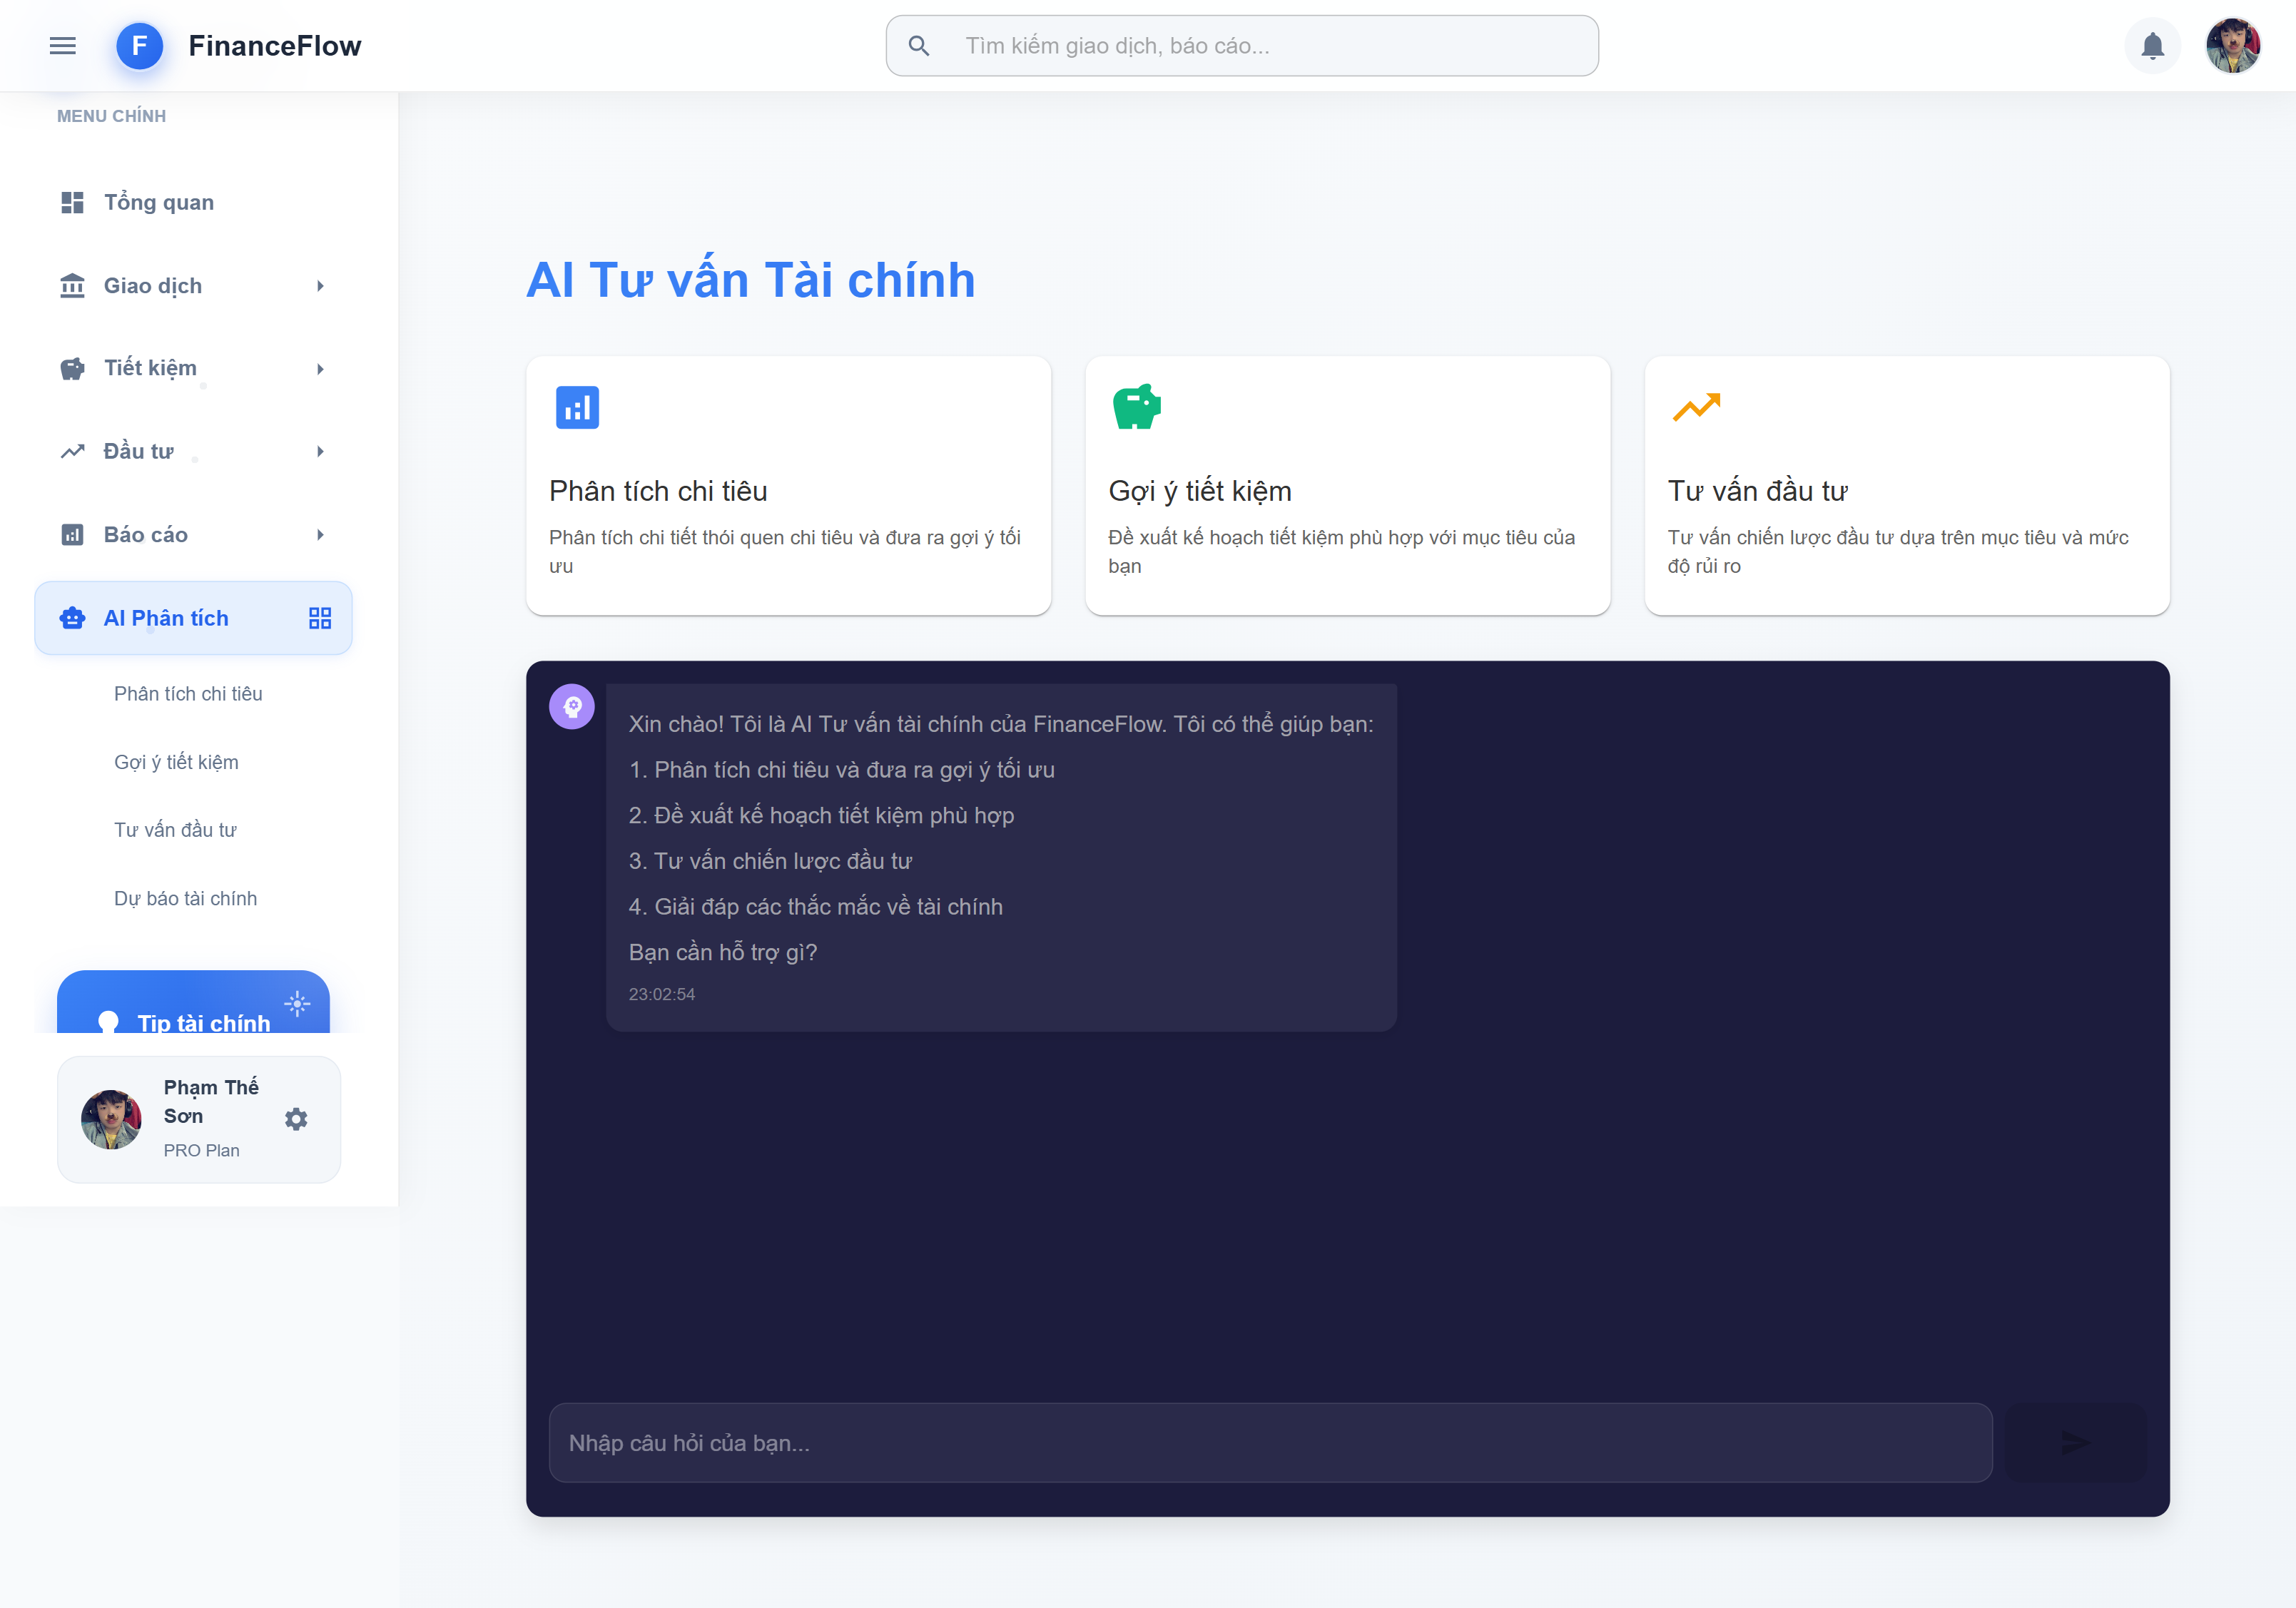 F
FinanceFlow
Tìm kiếm giao dịch, báo cáo...
MENU CHÍNH
Tổng quan
Giao dịch
Tiết kiệm
Đầu tư
Báo cáo
AI Phân tích
Phân tích chi tiêu
Gợi ý tiết kiệm
Tư vấn đầu tư
Dự báo tài chính
Tip tài chính
Phạm Thế
Sơn
PRO Plan
AI Tư vấn Tài chính
Phân tích chi tiêu
Phân tích chi tiết thói quen chi tiêu và đưa ra gợi ý tối
ưu
Gợi ý tiết kiệm
Đề xuất kế hoạch tiết kiệm phù hợp với mục tiêu của
bạn
Tư vấn đầu tư
Tư vấn chiến lược đầu tư dựa trên mục tiêu và mức
độ rủi ro
Xin chào! Tôi là AI Tư vấn tài chính của FinanceFlow. Tôi có thể giúp bạn:
1. Phân tích chi tiêu và đưa ra gợi ý tối ưu
2. Đề xuất kế hoạch tiết kiệm phù hợp
3. Tư vấn chiến lược đầu tư
4. Giải đáp các thắc mắc về tài chính
Bạn cần hỗ trợ gì?
23:02:54
Nhập câu hỏi của bạn...